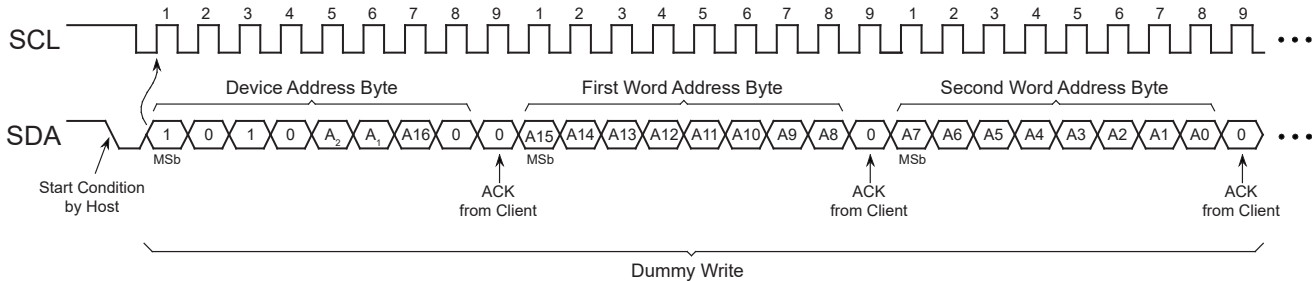 1 2 3 4 5 6 7 8 9 1 2 3 4 5 6 7 8 9 1 2 3 4 5 6 7 8 9
SCL
Device Address Byte First Word Address Byte Second Word Address Byte
SDA 1 0 1 0 A2 A1 A16 0 0 A15 A14 A13 A12 A11 A10 A9 A8 0 A7 A6 A5 A4 A3 A2 A1 A0 0
MSb MSb MSb
Start Condition ACK ACK ACK
by Host from Client from Client from Client
Dummy Write